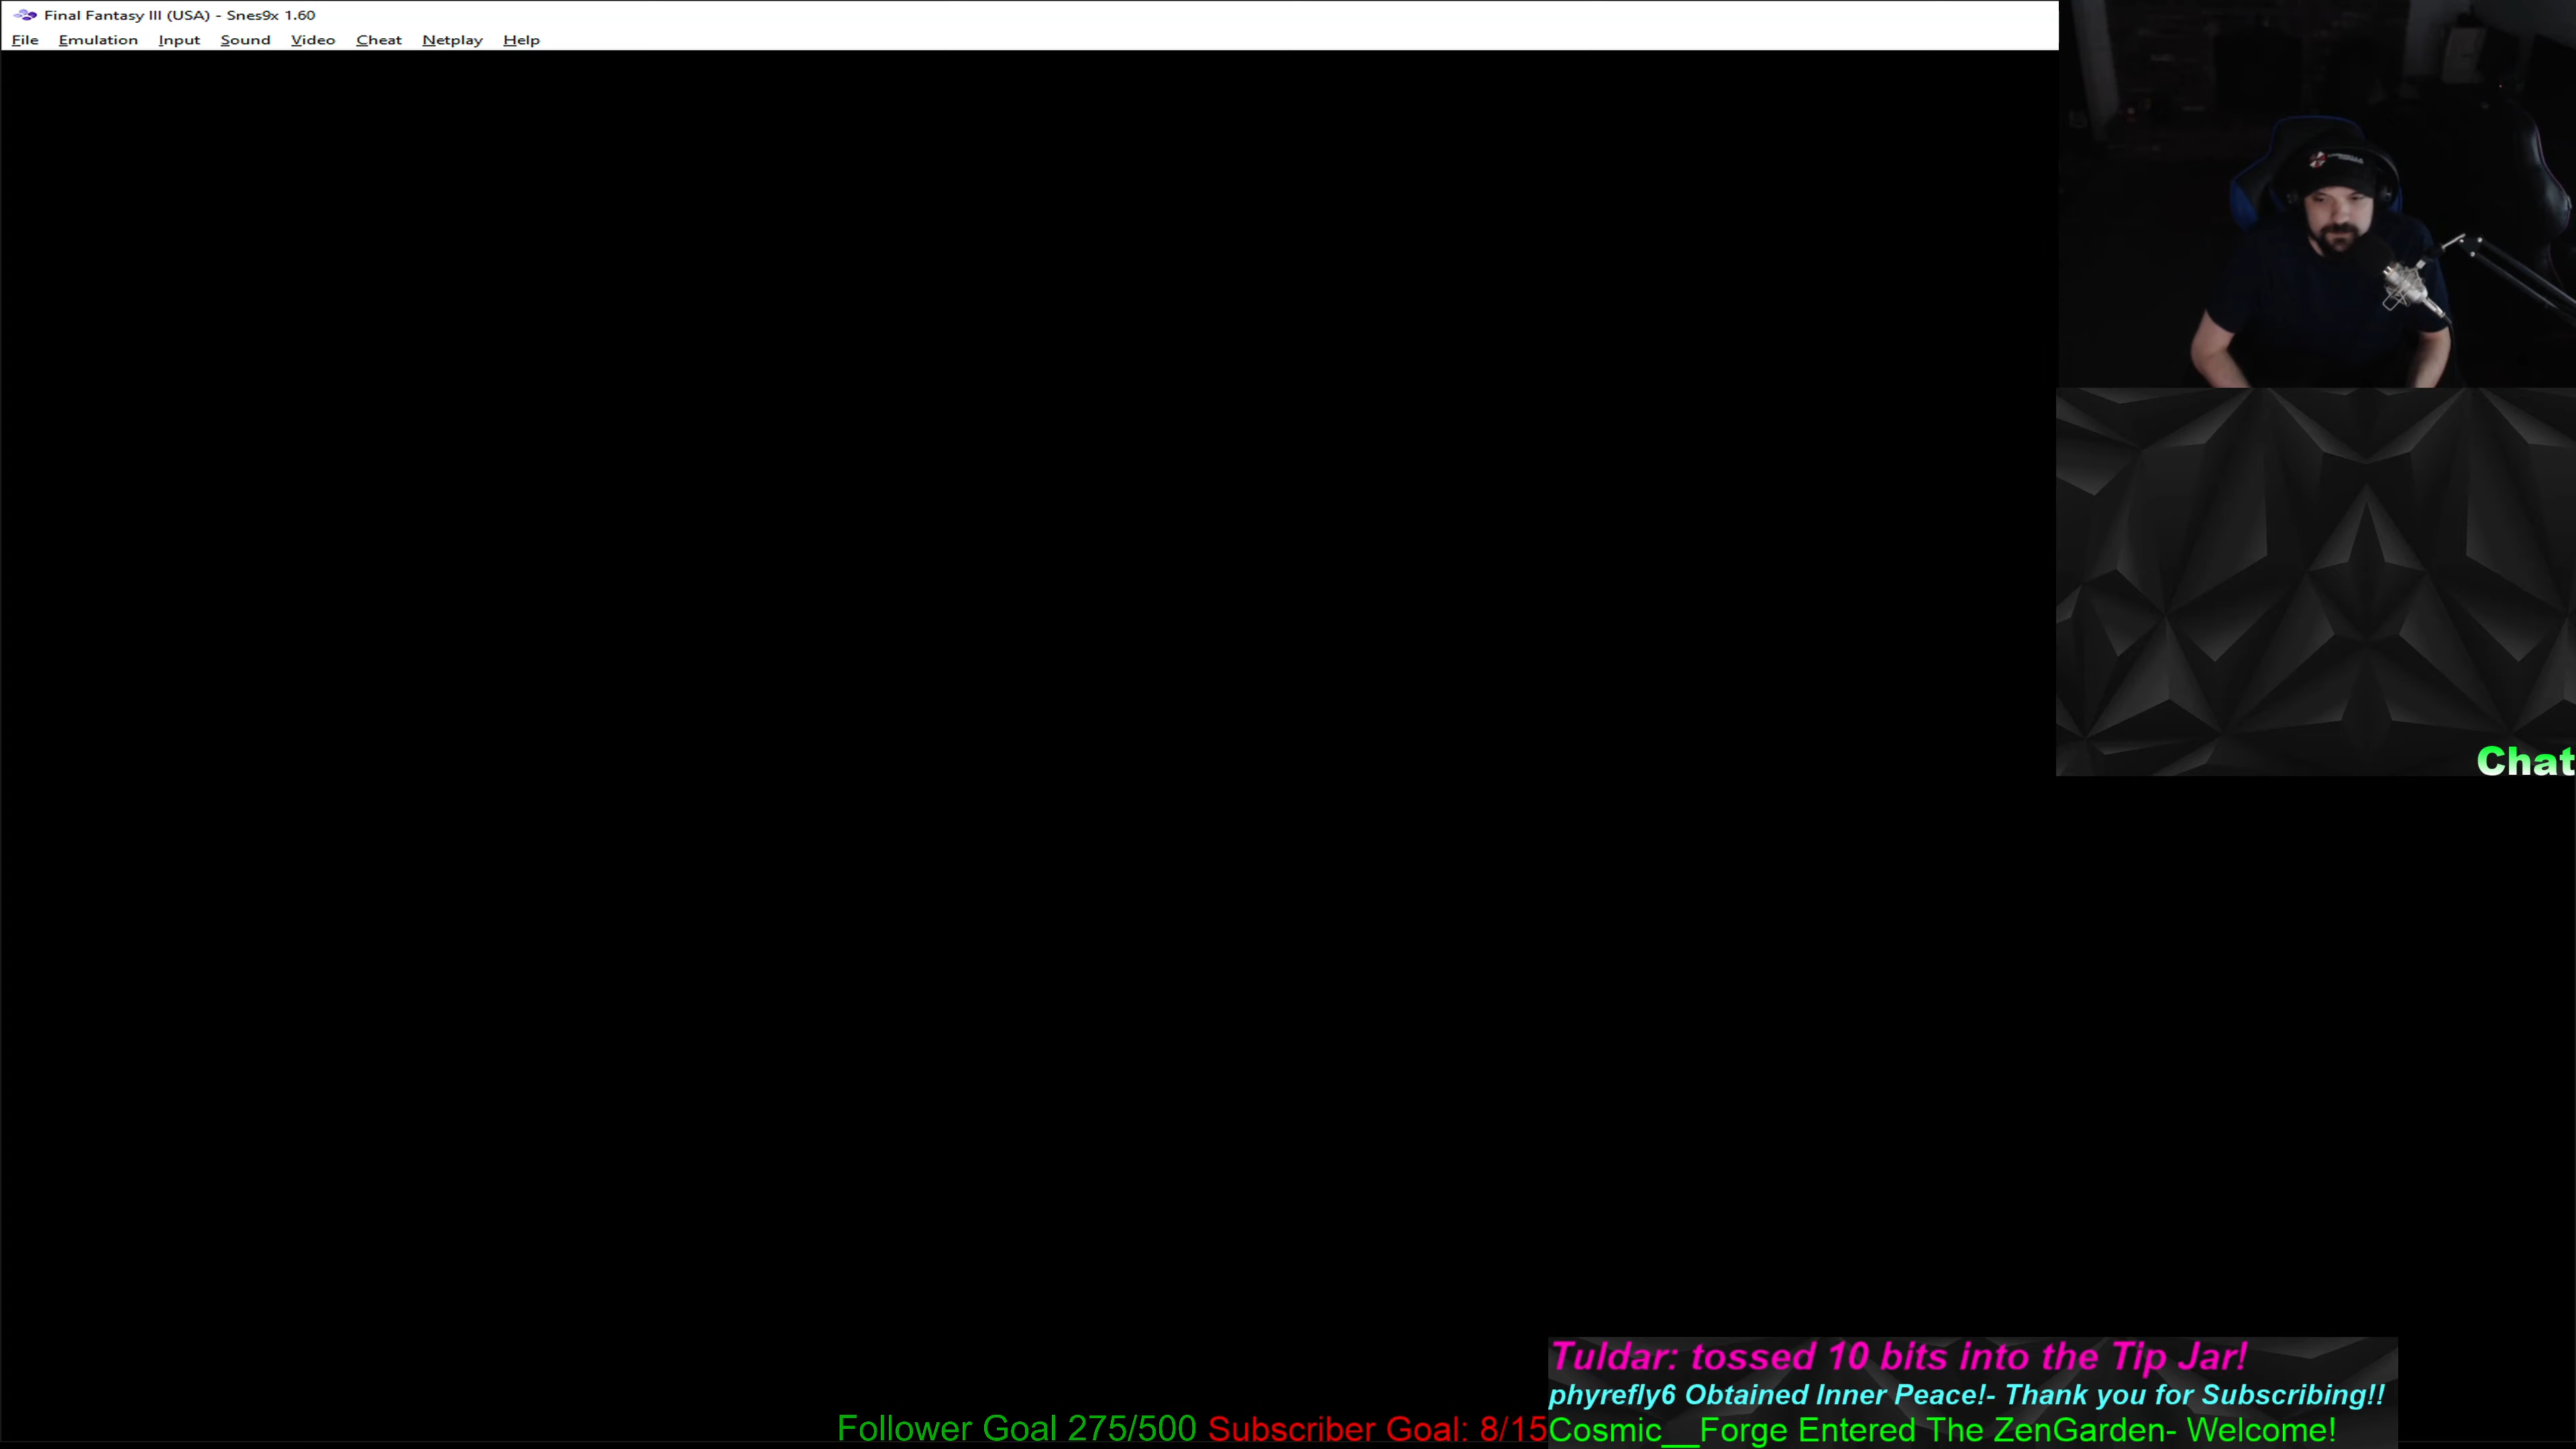 Final Fantasy III (USA) - Snes9x 1.60
File Emulation Input Sound Video Cheat Netplay Help
Chat
Tuldar: tossed 10 bits into the Tip Jar!
phyrefly6 Obtained Inner Peace!- Thank you for Subscribing!!
Follower Goal 275/500 Subscriber Goal: 8/15
Cosmic__Forge Entered The ZenGarden- Welcome!